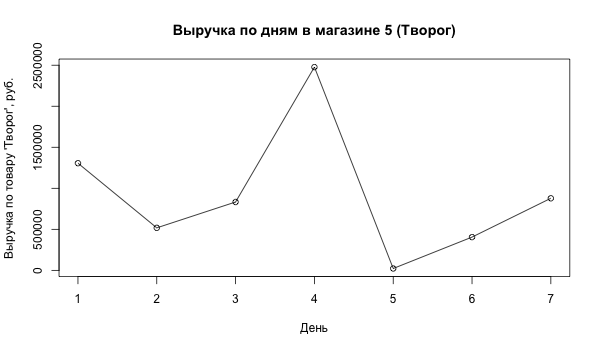 Выручка по дням в магазине 5 (Творог)
Выручка по товару 'Творог', руб.
2500000
1500000
500000
0
1 2 3 4 5 6 7
День